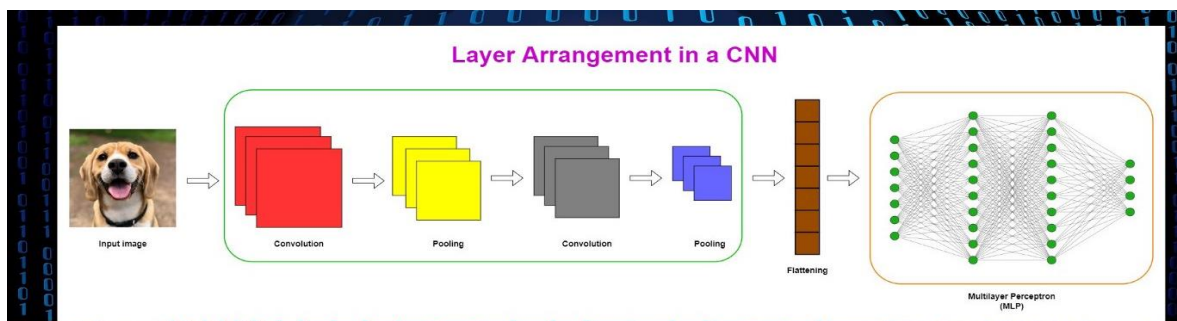 Layer Arrangement in a CNN
Input image
Convolution
Pooling
Convolution
Pooling
Flattening
Multilayer Perceptron
(MLP)